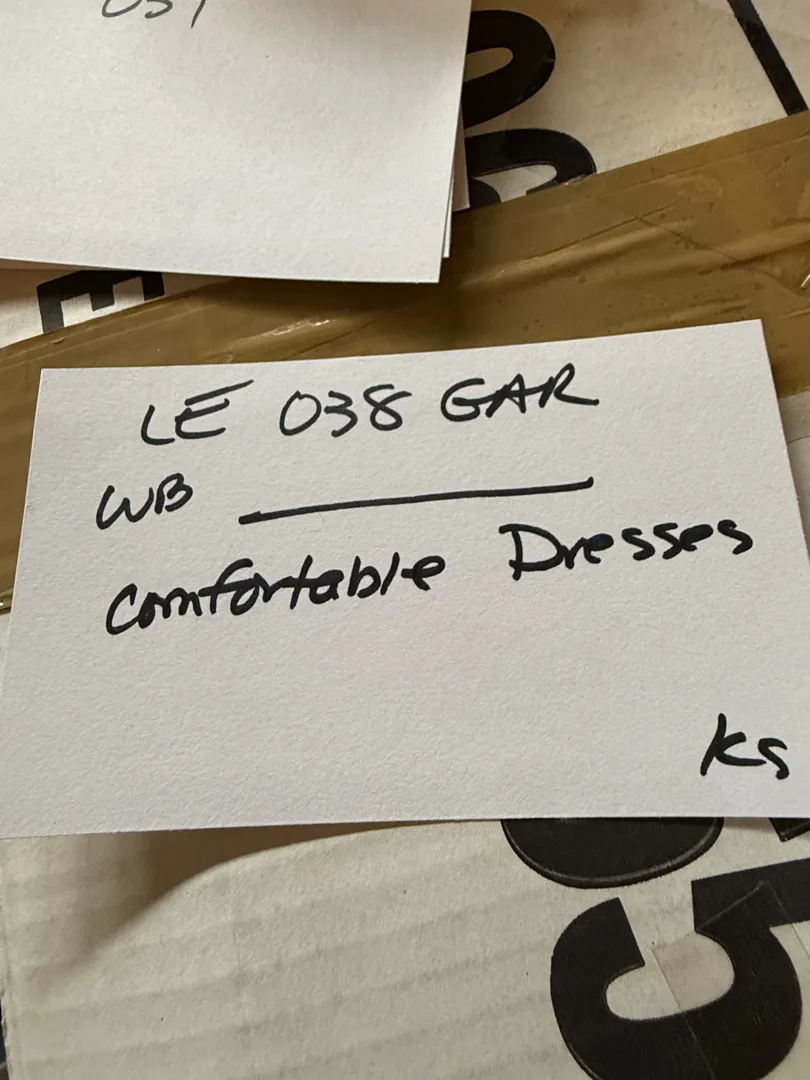 LE 038 GAR
WB
Comfortable Dresses
Ks